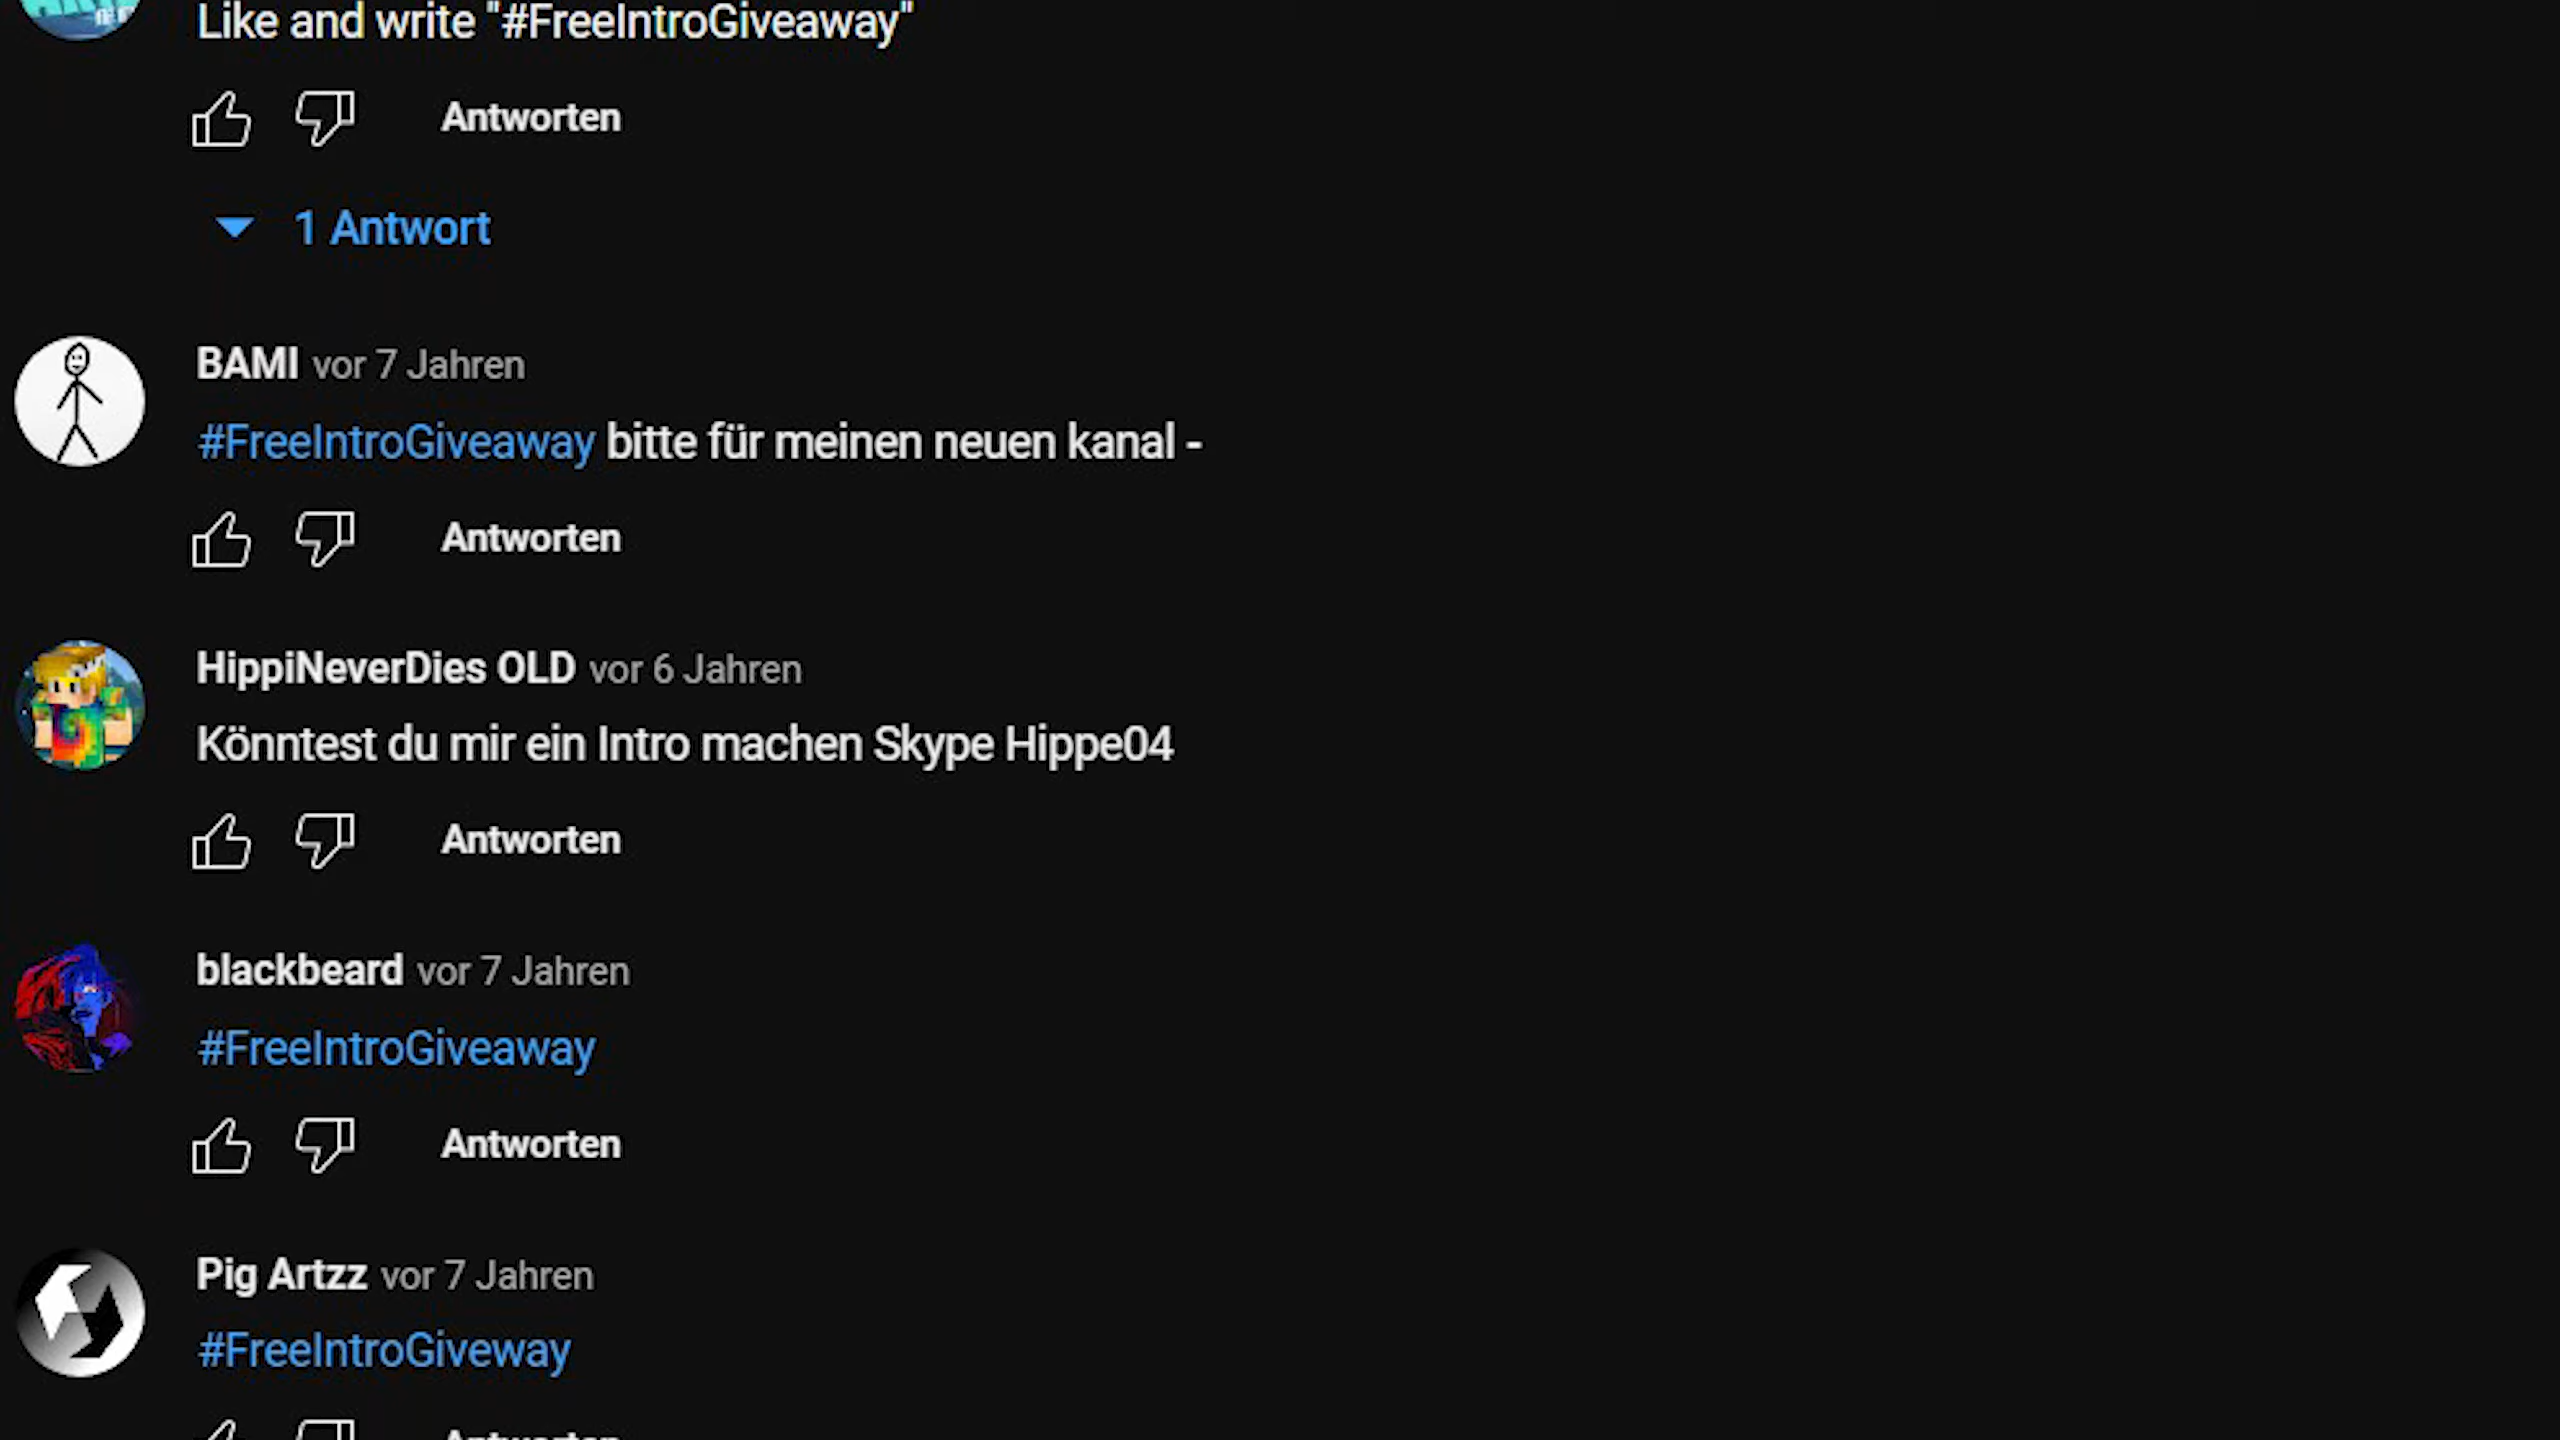 Like and write "#FreeIntroGiveaway"
Antworten
1 Antwort
BAMI vor 7 Jahren
#FreeIntroGiveaway bitte für meinen neuen kanal -
Antworten
HippiNeverDies OLD vor 6 Jahren
Könntest du mir ein Intro machen Skype Hippe04
Antworten
blackbeard vor 7 Jahren
#FreeIntroGiveaway
Antworten
Pig Artzz vor 7 Jahren
#FreeIntroGiveway
Antworten